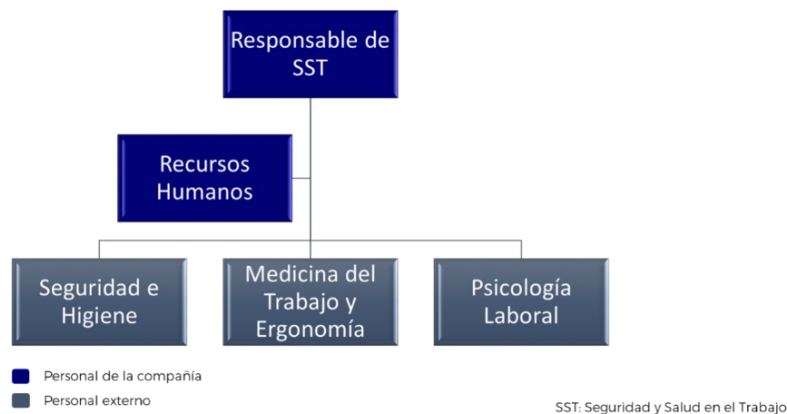 Responsable de
SST
Recursos
Humanos
Seguridad e
Higiene
Medicina del
Trabajo y
Ergonomía
Psicología
Laboral
Personal de la compañía
Personal externo
SST: Seguridad y Salud en el Trabajo